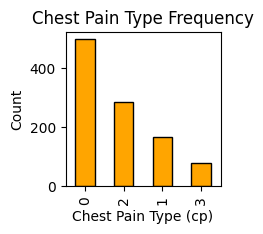 Chest Pain Type Frequency
Count
400
200
0
0 2 1 3
Chest Pain Type (cp)